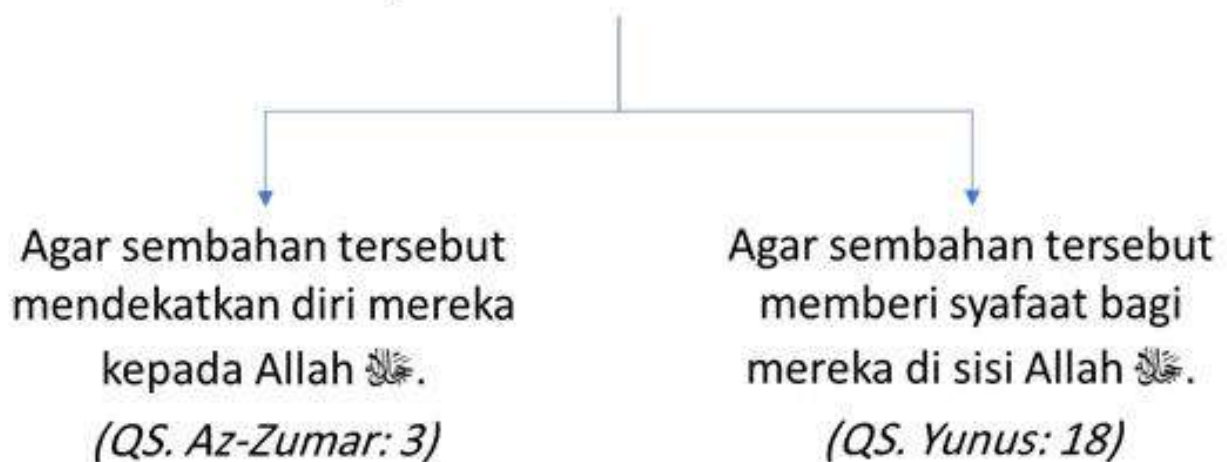 Agar sembahan tersebut
mendekatkan diri mereka
kepada Allah ﷻ.
(QS. Az-Zumar: 3)
Agar sembahan tersebut
memberi syafaat bagi
mereka di sisi Allah ﷻ.
(QS. Yunus: 18)